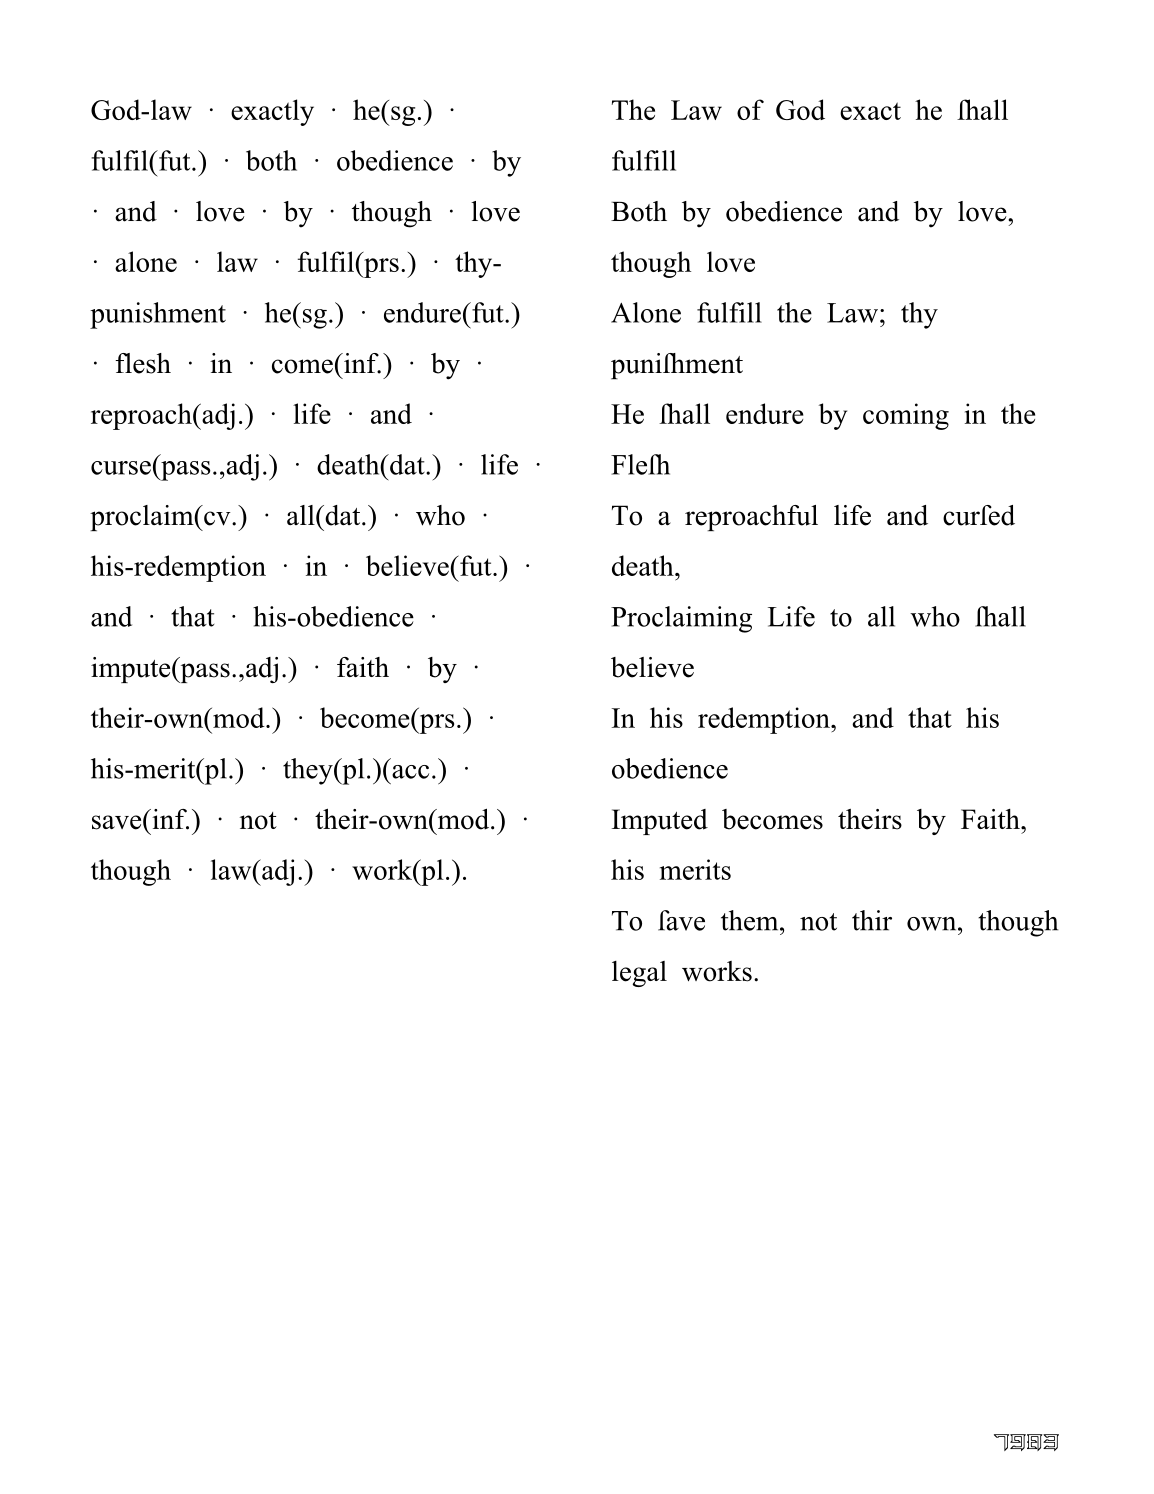 God-law · exactly · he(sg.) ·
fulfil(fut.) · both · obedience · by
· and · love · by · though · love
· alone · law · fulfil(prs.) · thy-
punishment · he(sg.) · endure(fut.)
· flesh · in · come(inf.) · by ·
reproach(adj.) · life · and ·
curse(pass.,adj.) · death(dat.) · life ·
proclaim(cv.) · all(dat.) · who ·
his-redemption · in · believe(fut.) ·
and · that · his-obedience ·
impute(pass.,adj.) · faith · by ·
their-own(mod.) · become(prs.) ·
his-merit(pl.) · they(pl.)(acc.) ·
save(inf.) · not · their-own(mod.) ·
though · law(adj.) · work(pl.).
The Law of God exact he ſhall
fulfill
Both by obedience and by love,
though love
Alone fulfill the Law; thy
puniſhment
He ſhall endure by coming in the
Fleſh
To a reproachful life and curſed
death,
Proclaiming Life to all who ſhall
believe
In his redemption, and that his
obedience
Imputed becomes theirs by Faith,
his merits
To ſave them, not thir own, though
legal works.